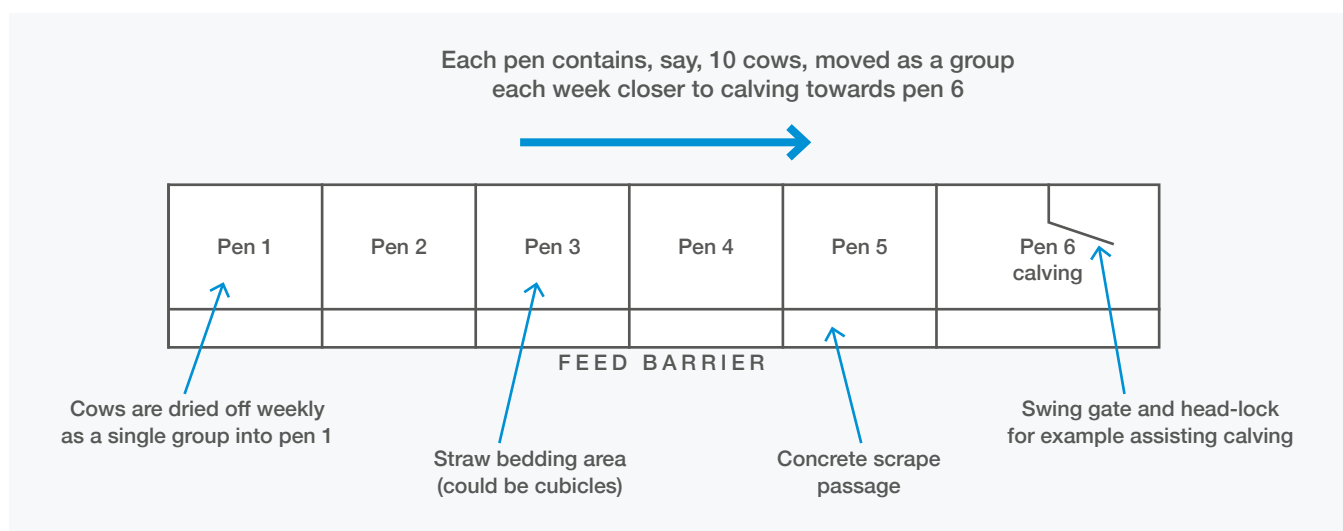 Each pen contains, say, 10 cows, moved as a group
each week closer to calving towards pen 6
Pen 1
Pen 2
Pen 3
Pen 4
Pen 5
Pen 6
calving
FEED BARRIER
Cows are dried off weekly
as a single group into pen 1
Straw bedding area
(could be cubicles)
Concrete scrape
passage
Swing gate and head-lock
for example assisting calving